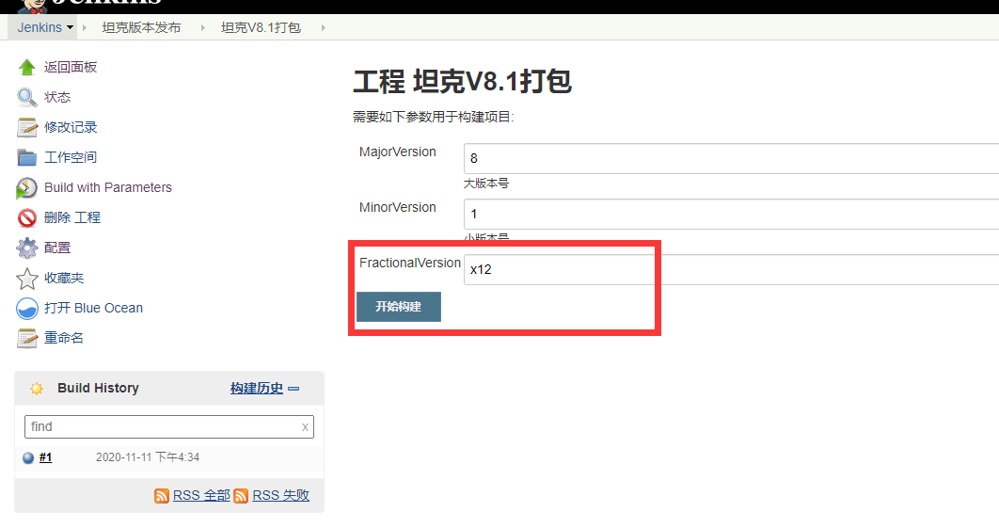 Jenkins
Jenkins 坦克版本发布 坦克V8.1打包
返回面板
状态
修改记录
工作空间
Build with Parameters
删除 工程
配置
收藏夹
打开 Blue Ocean
重命名
Build History 构建历史
find x
#1 2020-11-11 下午4:34
RSS 全部 RSS 失败
工程 坦克V8.1打包
需要如下参数用于构建项目:
MajorVersion 8
大版本号
MinorVersion 1
小版本号
FractionalVersion x12
开始构建